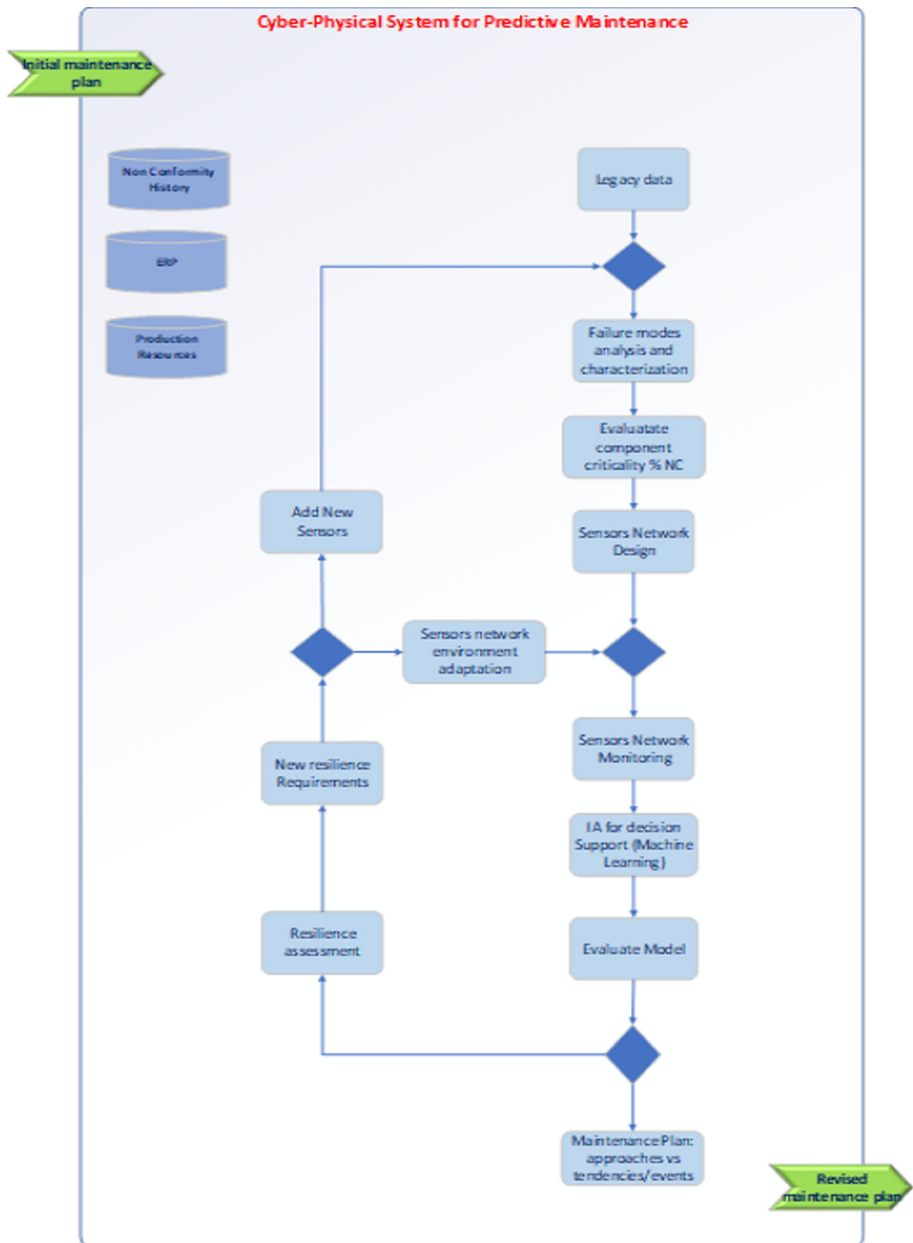 Cyber-Physical System for Predictive Maintenance
Initial maintenance
plan
Non Conformity
History
ERP
Production
Resources
Legacy data
Failure modes
analysis and
characterization
Evaluatate
component
criticality % NC
Add New
Sensors
Sensors Network
Design
Sensors network
environment
adaptation
New resilience
Requirements
Sensors Network
Monitoring
IA for decision
Support (Machine
Learning)
Resilience
assessment
Evaluate Model
Maintenance Plan:
approaches vs
tendencies/events
Revised
maintenance plan